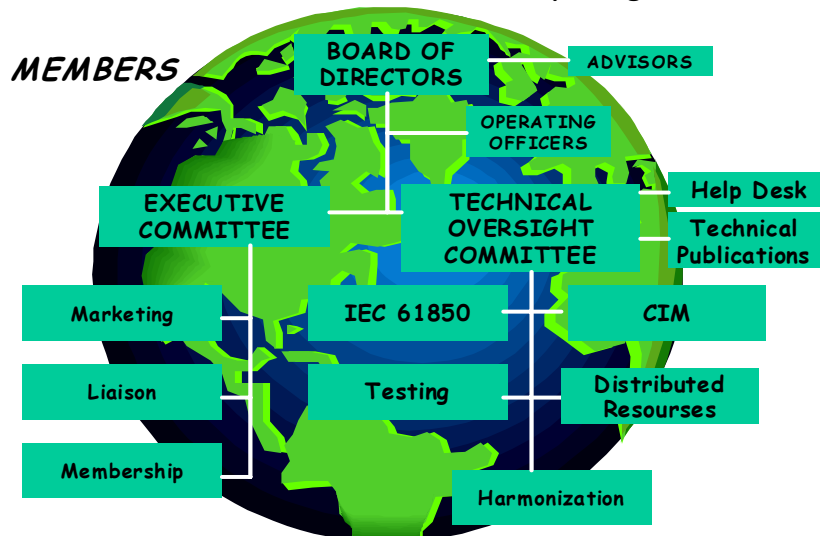 MEMBERS
BOARD OF
DIRECTORS
ADVISORS
OPERATING
OFFICERS
EXECUTIVE
COMMITTEE
TECHNICAL
OVERSIGHT
COMMITTEE
Help Desk
Technical
Publications
Marketing
IEC 61850
CIM
Liaison
Testing
Distributed
Resourses
Membership
Harmonization